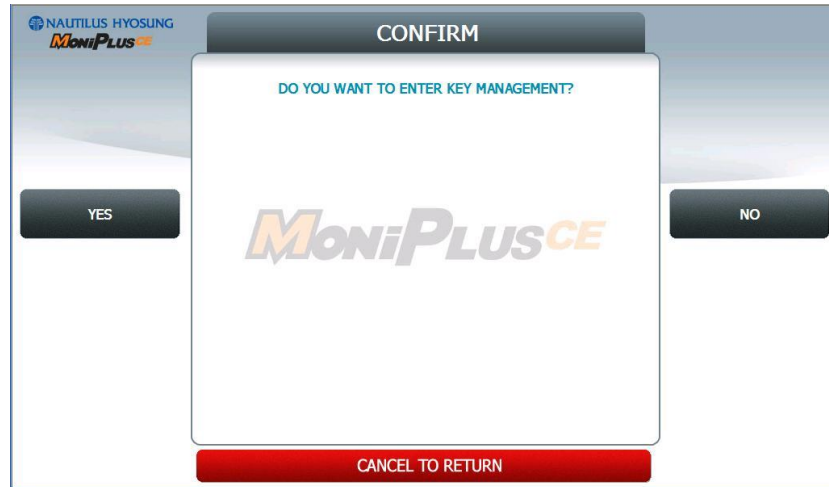 NAUTILUS HYOSUNG
MoniPlusCE
CONFIRM
DO YOU WANT TO ENTER KEY MANAGEMENT?
YES
NO
MoniPlusCE
CANCEL TO RETURN